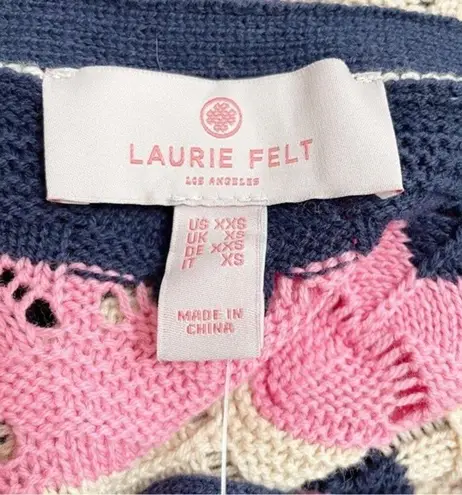 LAURIE FELT
LOS ANGELES
US XXS
UK XS
DE XXS
IT XS
MADE IN
CHINA